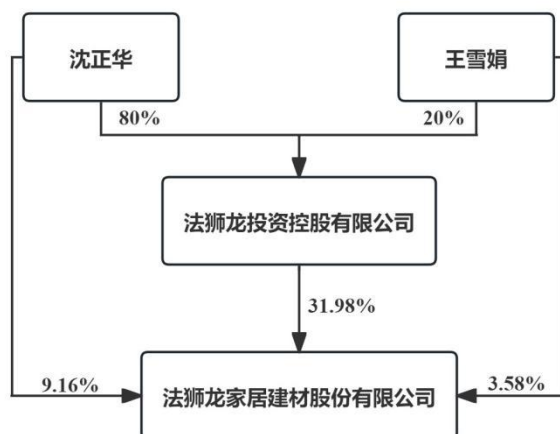 沈正华
王雪娟
80%
20%
法狮龙投资控股有限公司
31.98%
9.16%
法狮龙家居建材股份有限公司
3.58%